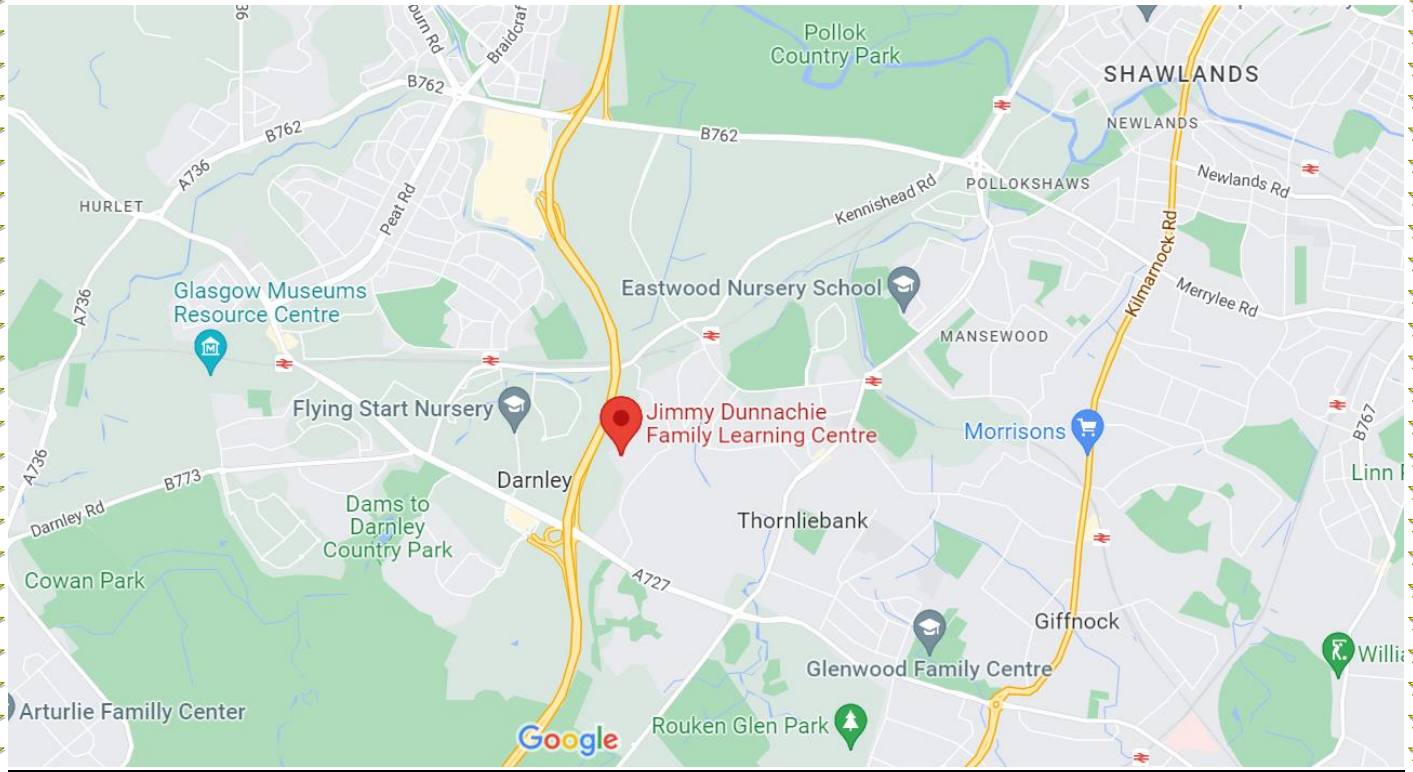 Pollok
Country Park
SHAWLANDS
NEWLANDS
Braidcraf
B762
B762
B762
A736
HURLET
Peat Rd
Kennishead Rd
POLLOKSHAWS
Newlands Rd
Kilmarnock Rd
Merrylee Rd
A736
Glasgow Museums
Resource Centre
Eastwood Nursery School
MANSEWOOD
Flying Start Nursery
Jimmy Dunnachie
Family Learning Centre
Morrisons
B767
A736
B773
Darnley
Linn
Darnley Rd
Dams to
Darnley
Country Park
Thornliebank
Cowan Park
A727
Giffnock
Glenwood Family Centre
Willia
Arturlie Familly Center
Rouken Glen Park
Google